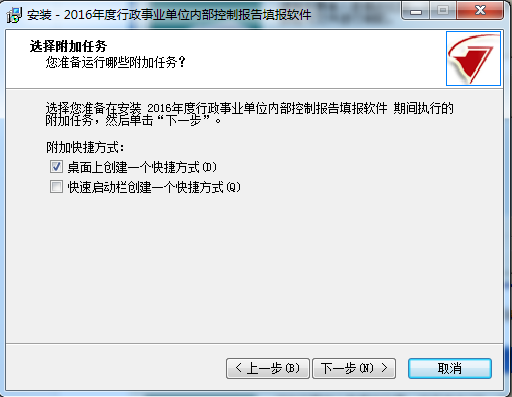 安装 - 2016年度行政事业单位内部控制报告填报软件
选择附加任务
您准备运行哪些附加任务？
选择您准备在安装 2016年度行政事业单位内部控制报告填报软件 期间执行的
附加任务，然后单击“下一步”。
附加快捷方式：
桌面上创建一个快捷方式(D)
快速启动栏创建一个快捷方式(Q)
< 上一步(B) 下一步(N) > 取消